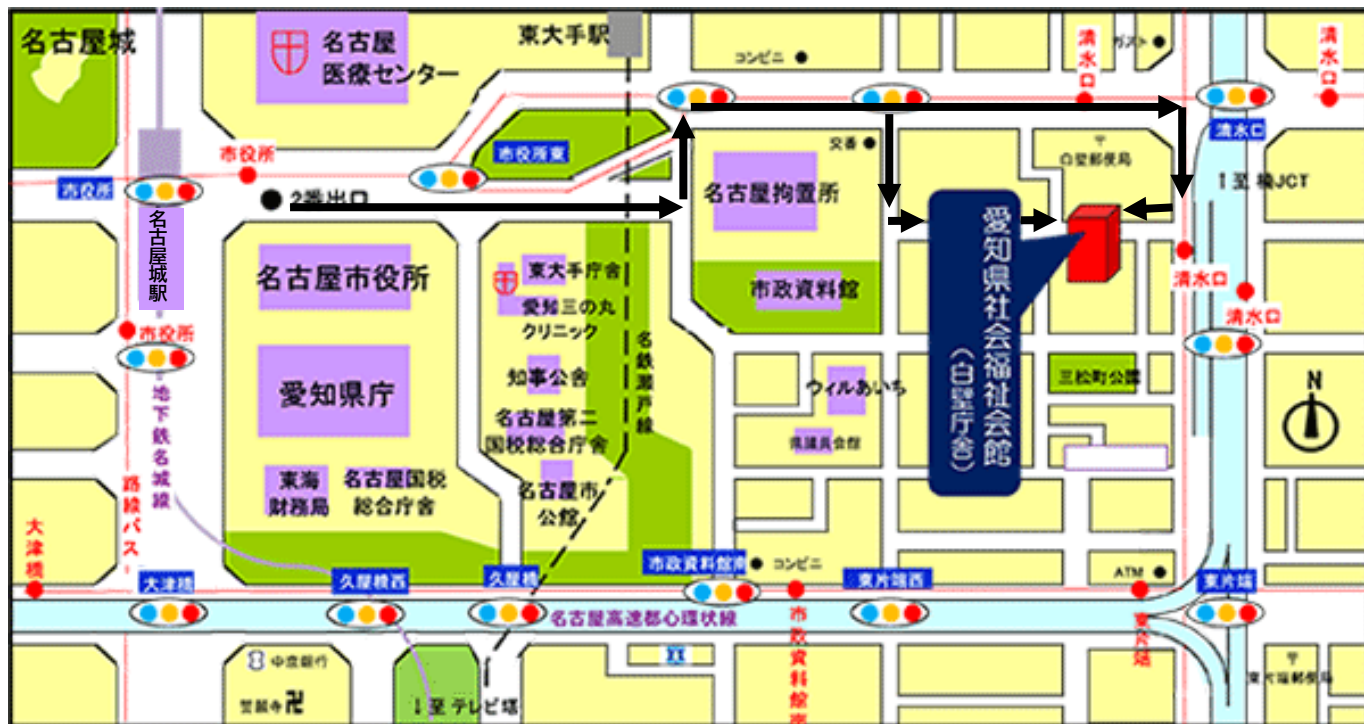 名古屋城
名古屋
医療センター
東大手駅
コンビニ
清水口
ガスト
清水口
市役所
市役所
市役所東
2番出口
交番
〒
白壁郵便局
清水口
↑至 楠JCT
名古屋城駅
名古屋市役所
東大手庁舎
愛知三の丸
クリニック
名古屋拘置所
市政資料館
愛知県社会福祉会館
(白壁庁舎)
清水口
清水口
市役所
愛知県庁
知事公舎
名古屋第二
国税総合庁舎
名鉄瀬戸線
ウィルあいち
県議員会館
三松町公園
N
地下鉄名城線
路線バス
東海
財務局
名古屋国税
総合庁舎
名古屋市
公館
大津橋
大津橋
久屋橋西
久屋橋
市政資料館南
コンビニ
東片端西
ATM
東片端
名古屋高速都心環状線
市政資料館南
東片端
中京銀行
卍
↓至 テレビ塔
〒
東片端郵便局